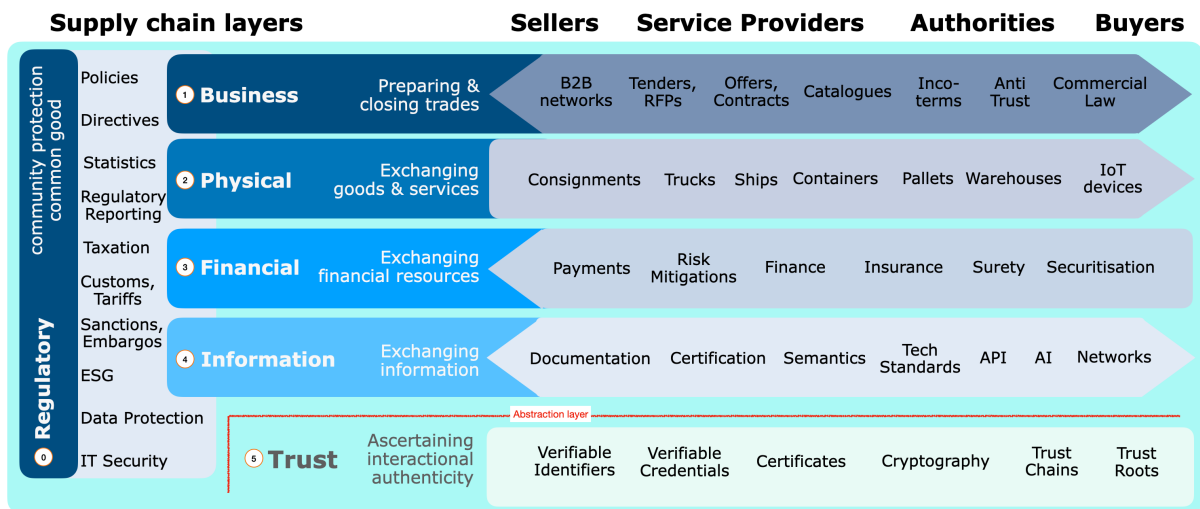 Supply chain layers
Sellers
Service Providers
Authorities
Buyers
community protection
common good
0 Regulatory
Policies
Directives
Statistics
Regulatory
Reporting
Taxation
Customs,
Tariffs
Sanctions,
Embargos
ESG
Data Protection
IT Security
1 Business
Preparing &
closing trades
B2B
networks
Tenders,
RFPs
Offers,
Contracts
Catalogues
Inco-
terms
Anti
Trust
Commercial
Law
2 Physical
Exchanging
goods & services
Consignments
Trucks
Ships
Containers
Pallets
Warehouses
IoT
devices
3 Financial
Exchanging
financial resources
Payments
Risk
Mitigations
Finance
Insurance
Surety
Securitisation
4 Information
Exchanging
information
Documentation
Certification
Semantics
Tech
Standards
API
AI
Networks
Abstraction layer
5 Trust
Ascertaining
interactional
authenticity
Verifiable
Identifiers
Verifiable
Credentials
Certificates
Cryptography
Trust
Chains
Trust
Roots